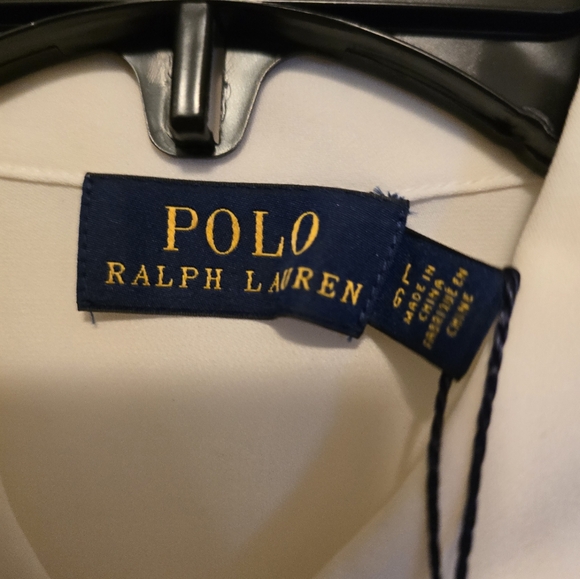 POLO
RALPH LAUREN
L
G
MADE IN
CHINA
FABRIQUÉ EN
CHINE